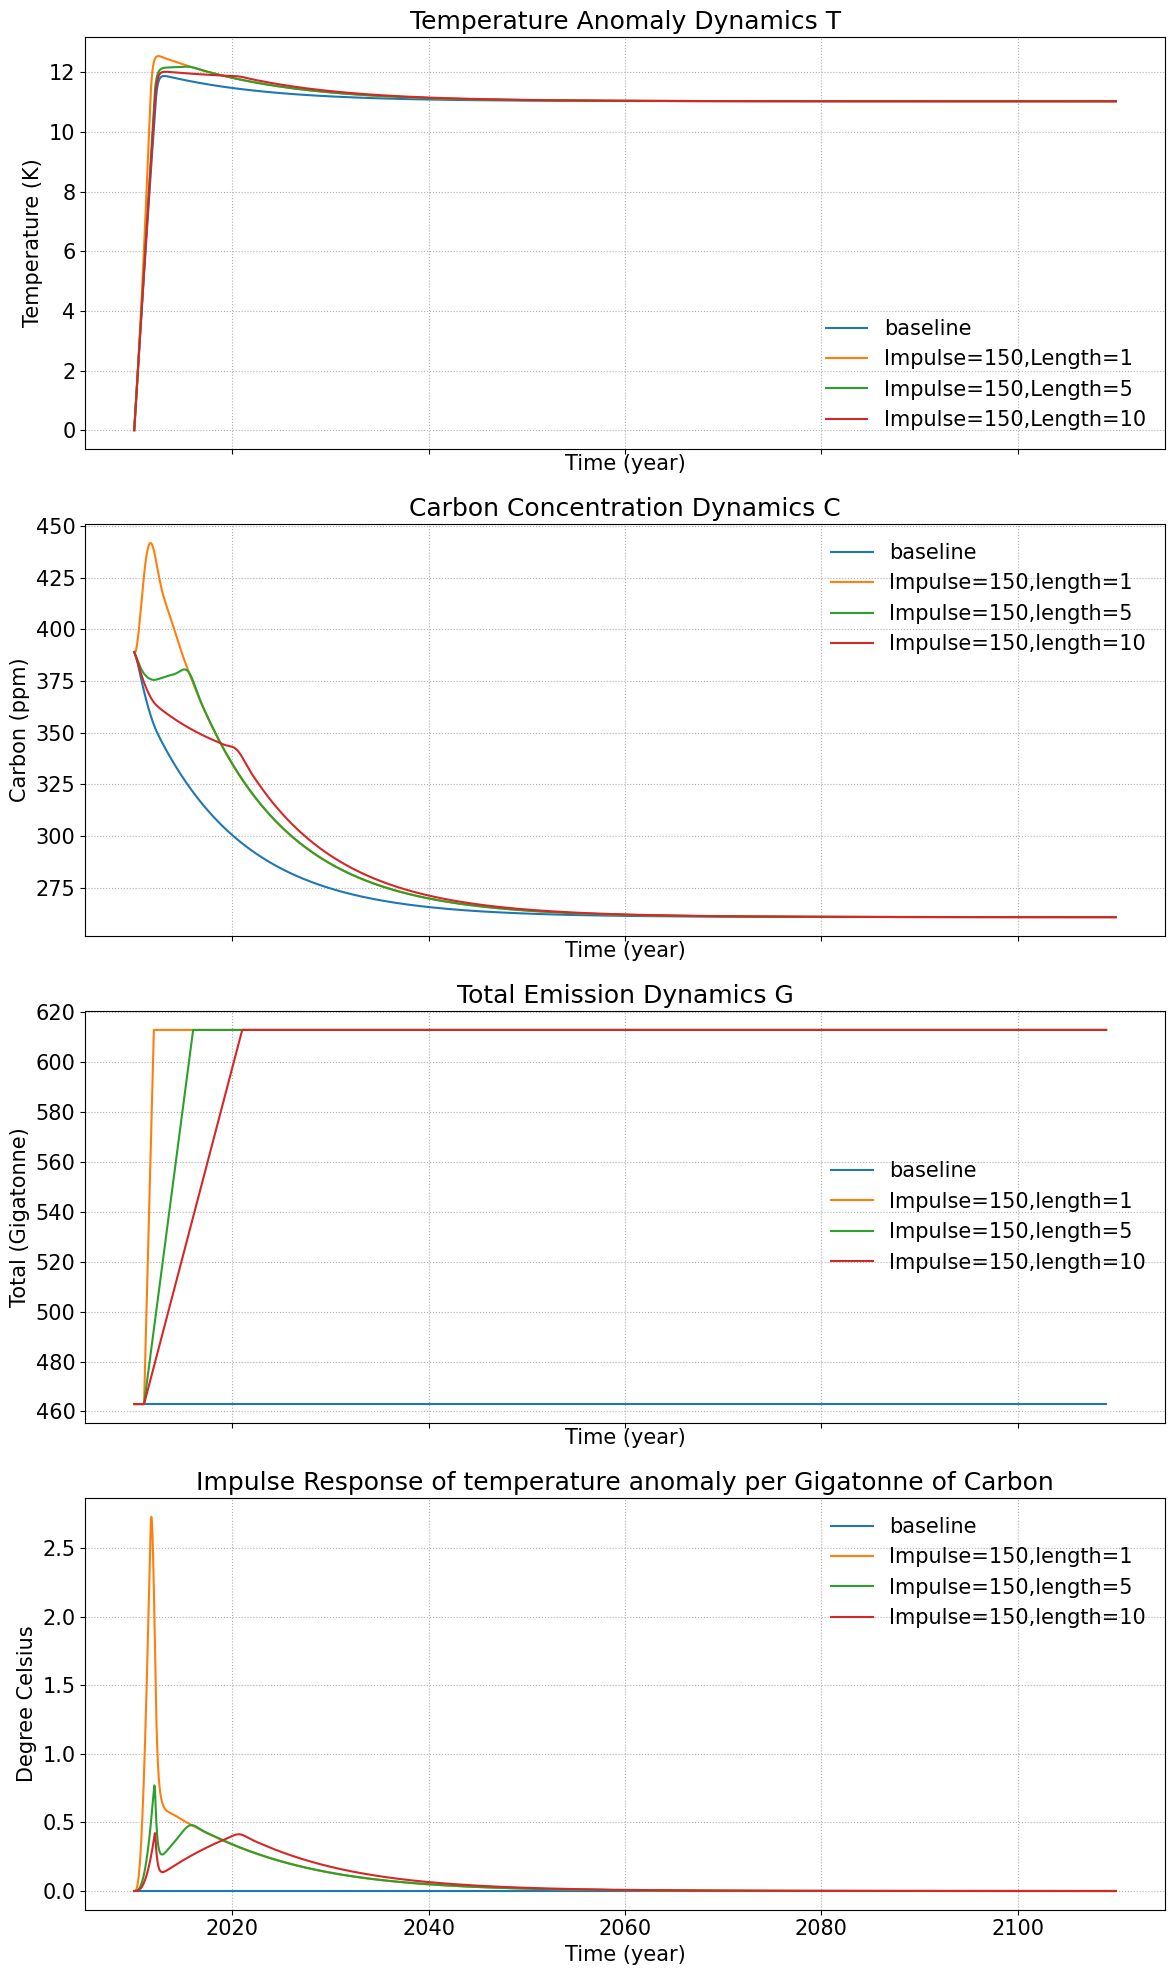 Temperature Anomaly Dynamics T
12
10
8
6
4
2
0
Temperature (K)
baseline
Impulse=150,Length=1
Impulse=150,Length=5
Impulse=150,Length=10
Time (year)
Carbon Concentration Dynamics C
450
425
400
375
350
325
300
275
Carbon (ppm)
baseline
Impulse=150,length=1
Impulse=150,length=5
Impulse=150,length=10
Time (year)
Total Emission Dynamics G
620
600
580
560
540
520
500
480
460
Total (Gigatonne)
baseline
Impulse=150,length=1
Impulse=150,length=5
Impulse=150,length=10
Time (year)
Impulse Response of temperature anomaly per Gigatonne of Carbon
2.5
2.0
1.5
1.0
0.5
0.0
Degree Celsius
baseline
Impulse=150,length=1
Impulse=150,length=5
Impulse=150,length=10
2020 2040 2060 2080 2100
Time (year)